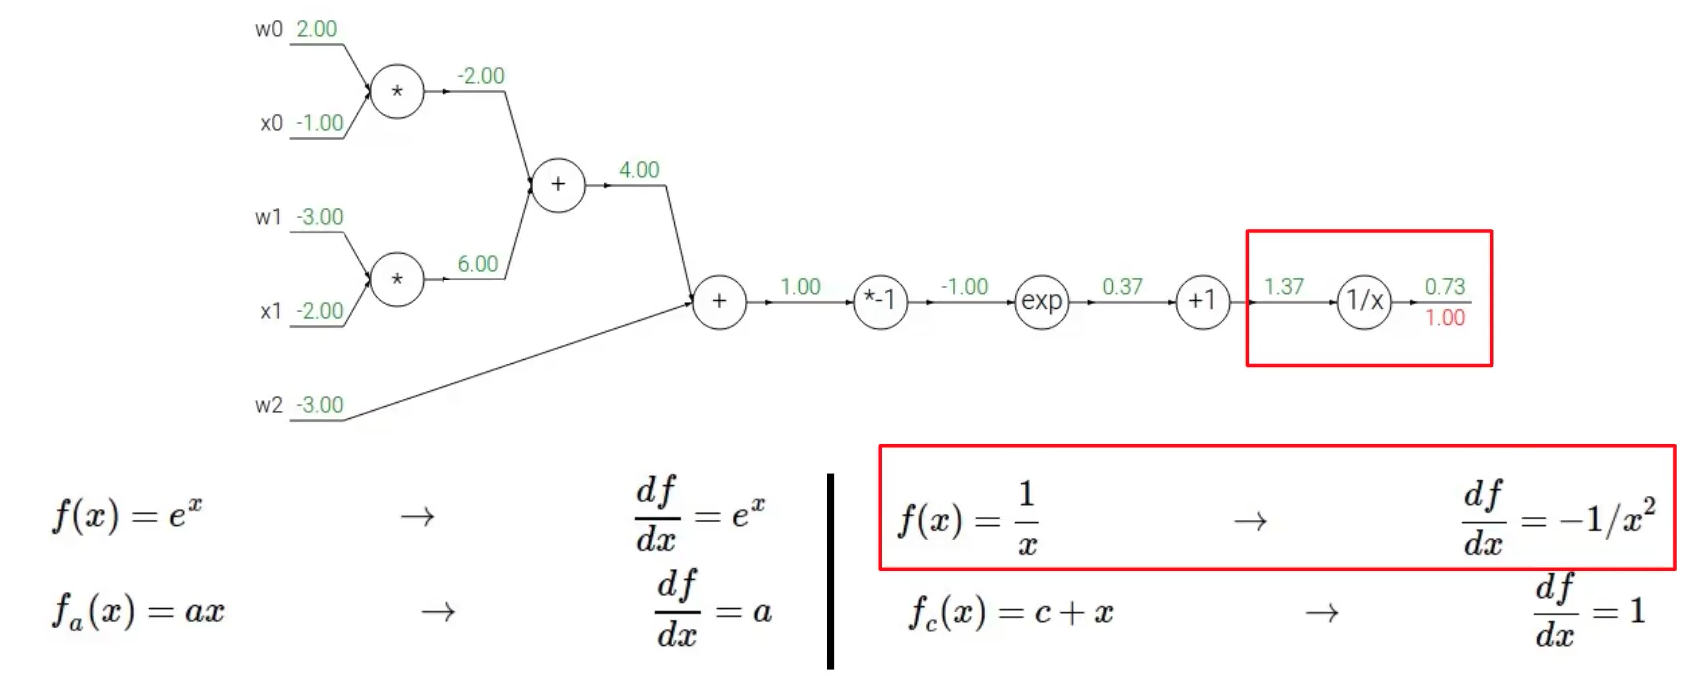 w0 2.00
-2.00
*
x0 -1.00
4.00
+
w1 -3.00
6.00
*
x1 -2.00
+ 1.00 *-1 -1.00 exp 0.37 +1 1.37 1/x 0.73
1.00
w2 -3.00
f(x) = e^x → df/dx = e^x
f(x) = 1/x → df/dx = −1/x²
f_a(x) = ax → df/dx = a
f_c(x) = c + x → df/dx = 1